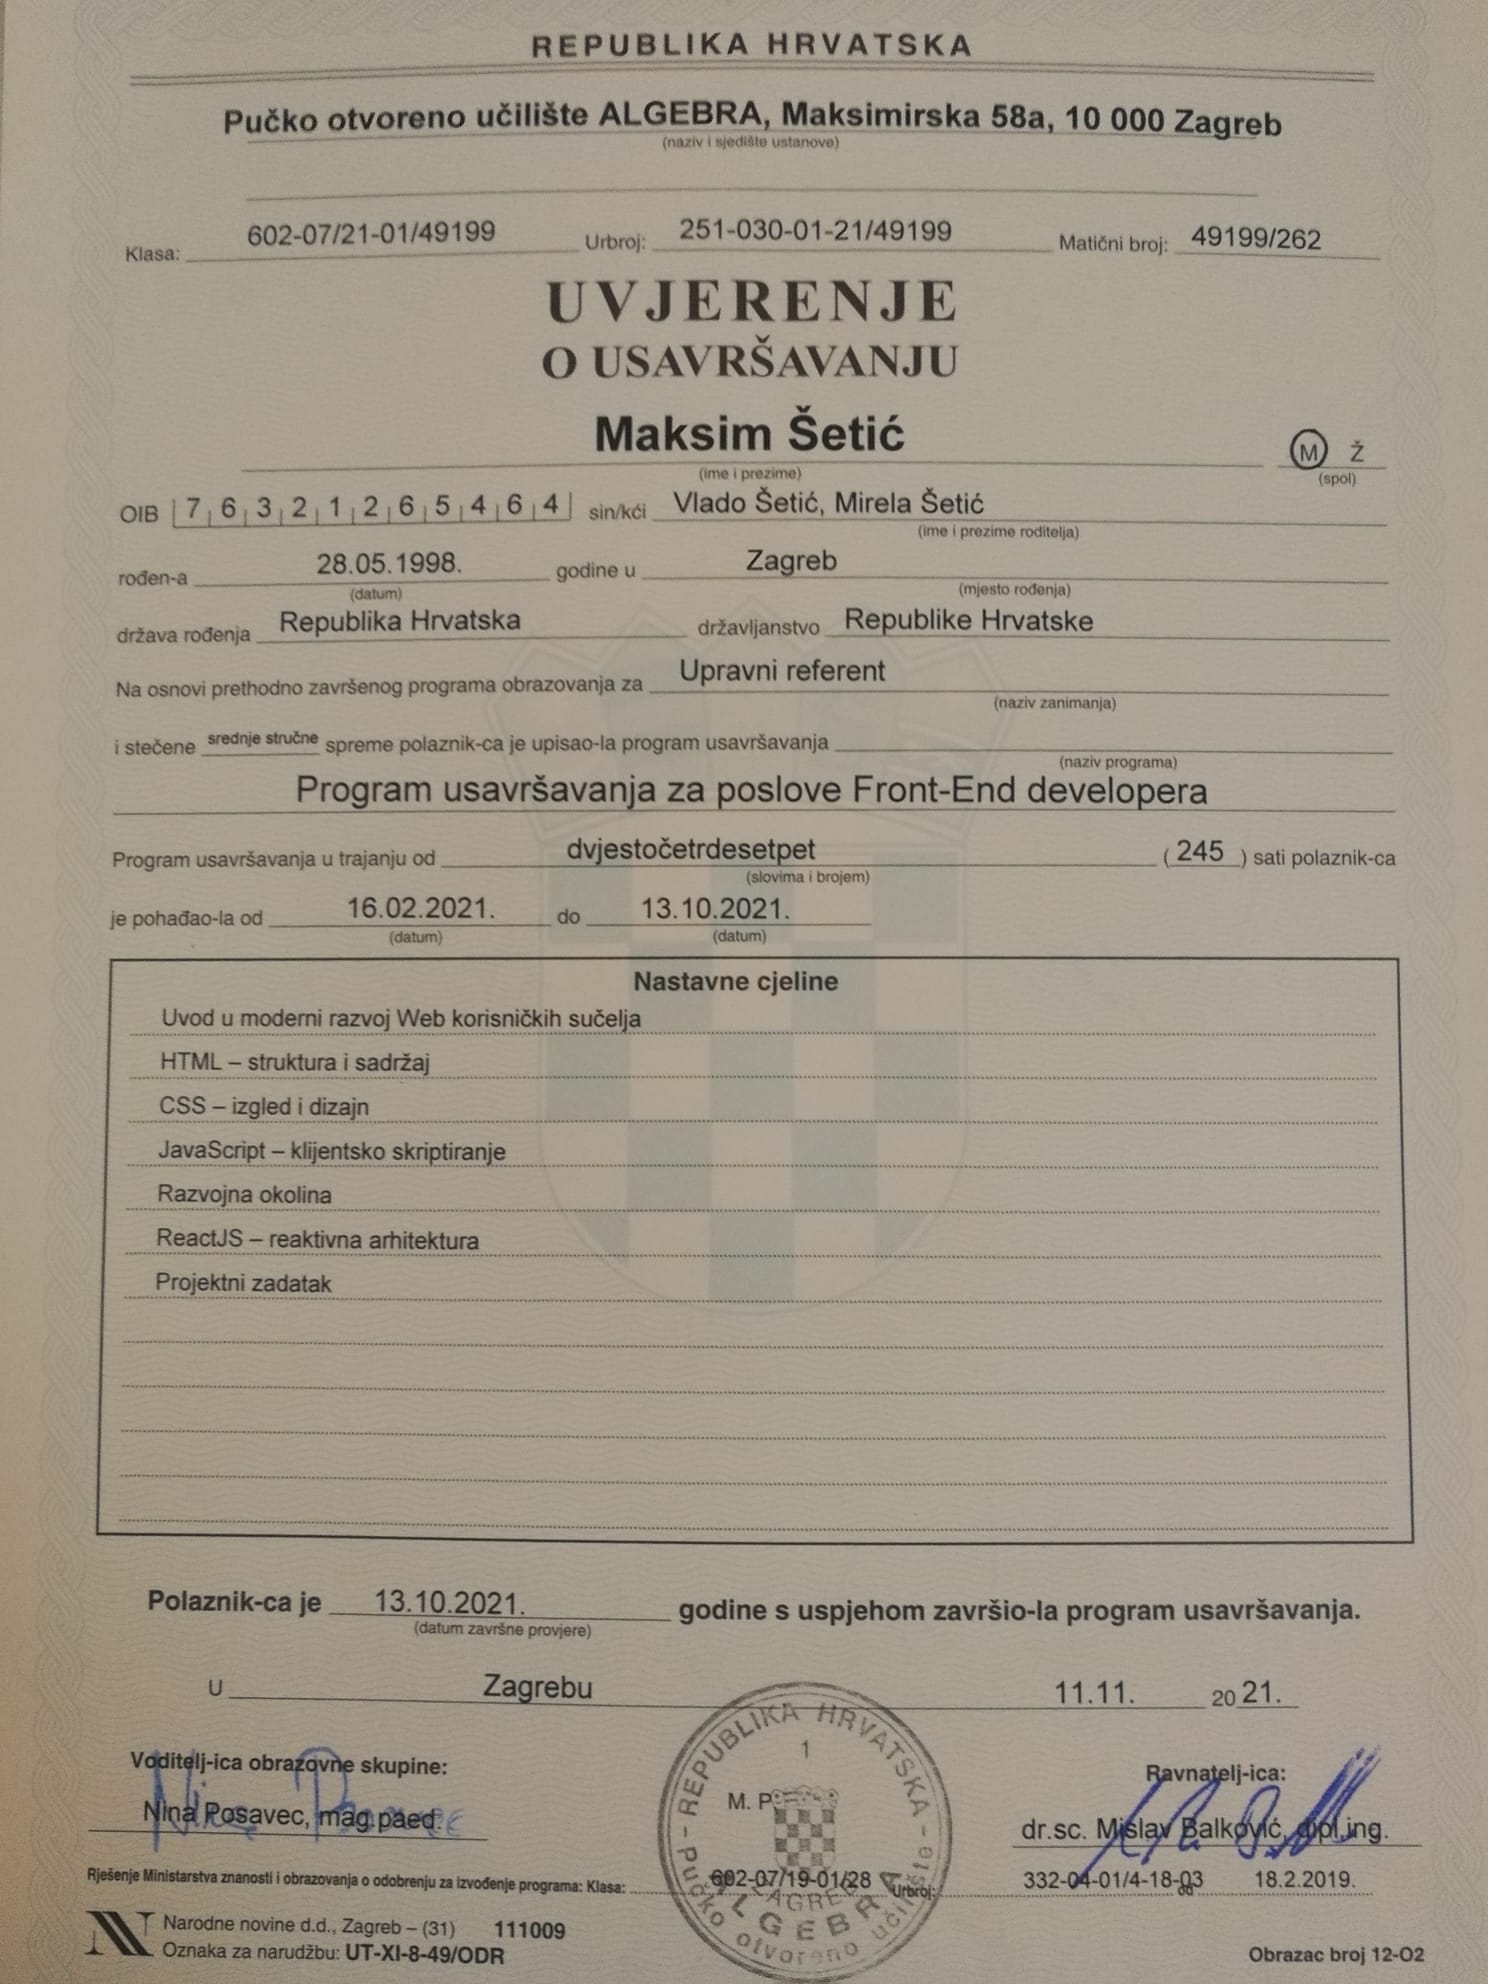 REPUBLIKA HRVATSKA
Pučko otvoreno učilište ALGEBRA, Maksimirska 58a, 10 000 Zagreb
(naziv i sjedište ustanove)
Klasa: 602-07/21-01/49199 Urbroj: 251-030-01-21/49199 Matični broj: 49199/262
UVJERENJE
O USAVRŠAVANJU
Maksim Šetić M Ž
(ime i prezime) (spol)
OIB 76321265464 sin/kći Vlado Šetić, Mirela Šetić
(ime i prezime roditelja)
rođen-a 28.05.1998. godine u Zagreb
(datum) (mjesto rođenja)
država rođenja Republika Hrvatska državljanstvo Republike Hrvatske
Na osnovi prethodno završenog programa obrazovanja za Upravni referent
(naziv zanimanja)
i stečene srednje stručne spreme polaznik-ca je upisao-la program usavršavanja
(naziv programa)
Program usavršavanja za poslove Front-End developera
Program usavršavanja u trajanju od dvjestočetrdesetpet (245) sati polaznik-ca
(slovima i brojem)
je pohađao-la od 16.02.2021. do 13.10.2021.
(datum) (datum)
Nastavne cjeline
Uvod u moderni razvoj Web korisničkih sučelja
HTML – struktura i sadržaj
CSS – izgled i dizajn
JavaScript – klijentsko skriptiranje
Razvojna okolina
ReactJS – reaktivna arhitektura
Projektni zadatak
Polaznik-ca je 13.10.2021. godine s uspjehom završio-la program usavršavanja.
(datum završne provjere)
U Zagrebu 11.11. 2021.
REPUBLIKA HRVATSKA
1
Voditelj-ica obrazovne skupine: Ravnatelj-ica:
M. P.
Nina Posavec, mag.paed. dr.sc. Mislav Balković, dipl.ing.
Rješenje Ministarstva znanosti i obrazovanja o odobrenju za izvođenje programa: Klasa: 602-07/19-01/28 Urbroj: 332-04-01/4-18-03 od 18.2.2019.
ZAGREB
ALGEBRA
Pučko otvoreno učilište
Narodne novine d.d., Zagreb – (31) 111009
Oznaka za narudžbu: UT-XI-8-49/ODR
Obrazac broj 12-O2